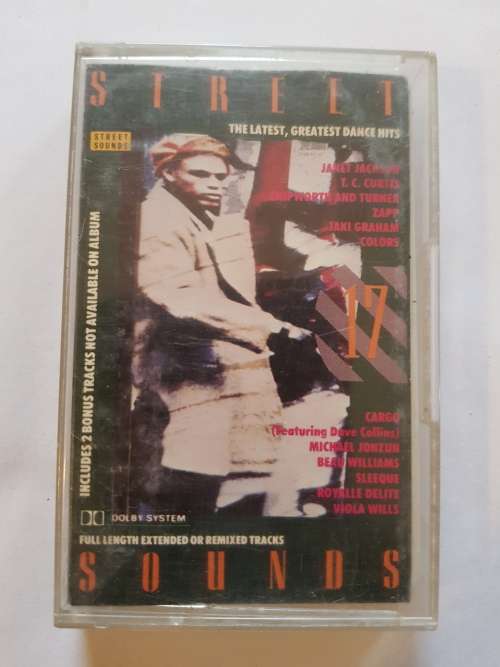 STREET
STREET
SOUNDS
THE LATEST, GREATEST DANCE HITS
JANET JACKSON
T. C. CURTIS
AND TURNER
ZAPP
JAKI GRAHAM
COLORS
17
INCLUDES 2 BONUS TRACKS NOT AVAILABLE ON ALBUM
CARGO
(Featuring Dave Collins)
MICHAEL JONZUN
BEAU WILLIAMS
SLEEQUE
ROYALLE DELITE
VIOLA WILLS
DOLBY SYSTEM
FULL LENGTH EXTENDED OR REMIXED TRACKS
SOUNDS